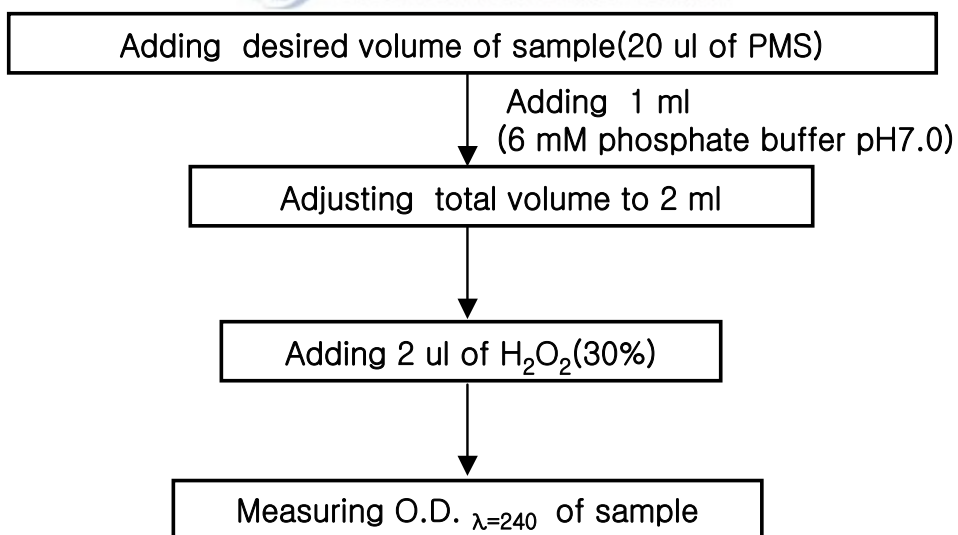 Adding desired volume of sample(20 ul of PMS)
Adding 1 ml
(6 mM phosphate buffer pH7.0)
Adjusting total volume to 2 ml
Adding 2 ul of H₂O₂(30%)
Measuring O.D. λ=240 of sample